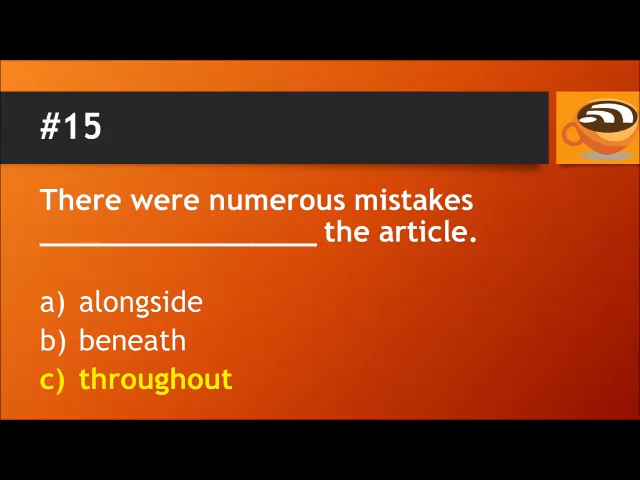 #15
There were numerous mistakes
__________________ the article.
a) alongside
b) beneath
c) throughout